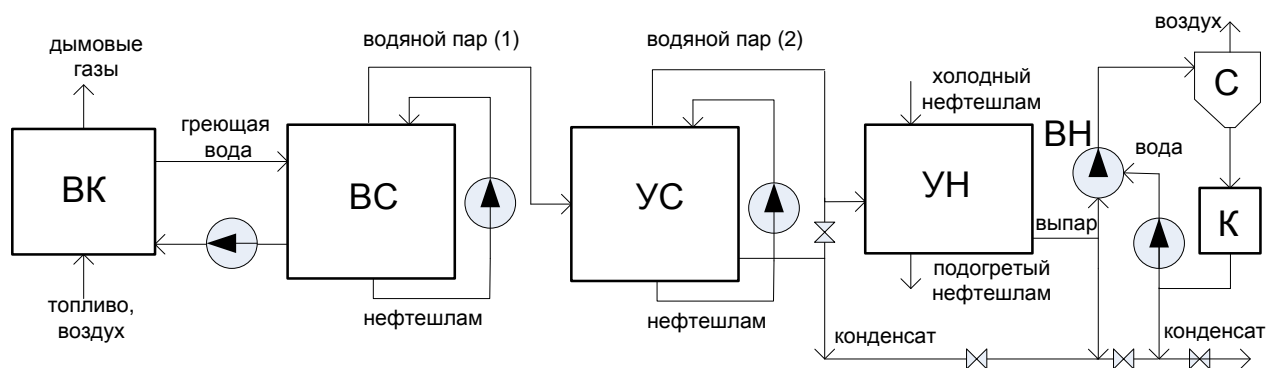 воздух
водяной пар (1)
водяной пар (2)
дымовые
газы
холодный
нефтешлам
С
греющая
вода
ВН
вода
ВК
ВС
УС
УН
К
выпар
подогретый
нефтешлам
топливо,
воздух
нефтешлам
нефтешлам
конденсат
конденсат